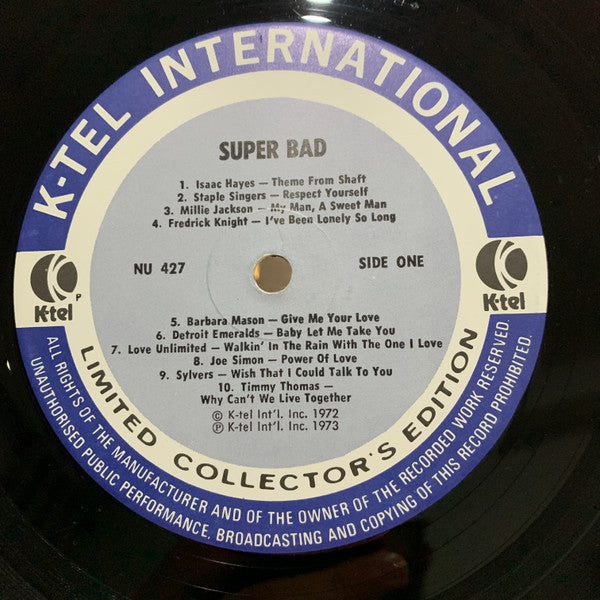 K-TEL INTERNATIONAL
SUPER BAD
1. Isaac Hayes — Theme From Shaft
2. Staple Singers — Respect Yourself
3. Millie Jackson — My Man, A Sweet Man
4. Fredrick Knight — I've Been Lonely So Long
NU 427
SIDE ONE
K-tel P
K-tel
5. Barbara Mason — Give Me Your Love
6. Detroit Emeralds — Baby Let Me Take You
7. Love Unlimited — Walkin' In The Rain With The One I Love
8. Joe Simon — Power Of Love
9. Sylvers — Wish That I Could Talk To You
10. Timmy Thomas —
Why Can't We Live Together
© K-tel Int'l. Inc. 1972
℗ K-tel Int'l. Inc. 1973
LIMITED COLLECTOR'S EDITION
ALL RIGHTS OF THE MANUFACTURER AND OF THE OWNER OF THE RECORDED WORK RESERVED
UNAUTHORISED PUBLIC PERFORMANCE, BROADCASTING AND COPYING OF THIS RECORD PROHIBITED.